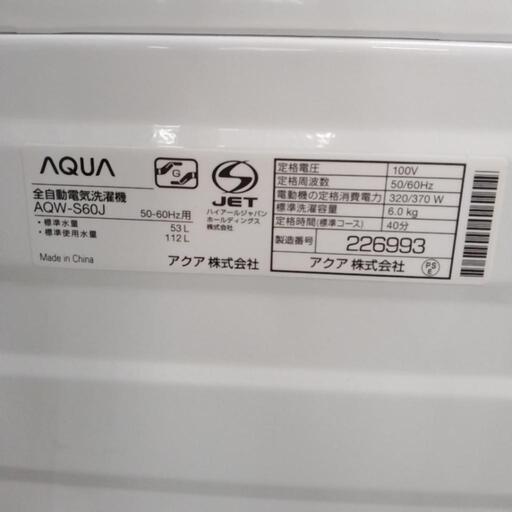 AQUA
G
S
JET
全自動電気洗濯機
AQW-S60J 50-60Hz用
・標準水量 53 L
・標準使用水量 112 L
Made in China
ハイアールジャパン
ホールディングス
株式会社
アクア 株式会社
定格電圧 100V
定格周波数 50/60Hz
電動機の定格消費電力 320/370 W
標準洗濯容量 6.0 kg
定格時間(標準コース) 40分
製造番号 226993
アクア 株式会社
PS
E